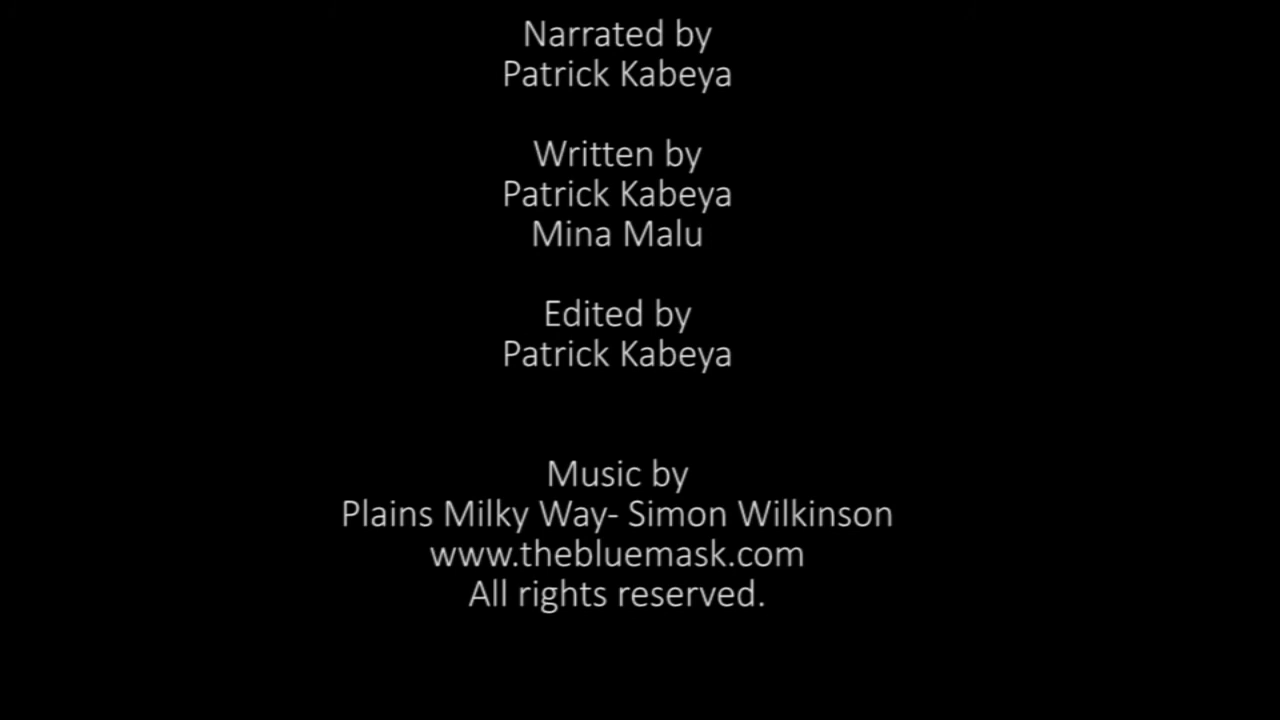 Narrated by
Patrick Kabeya
Written by
Patrick Kabeya
Mina Malu
Edited by
Patrick Kabeya
Music by
Plains Milky Way- Simon Wilkinson
www.thebluemask.com
All rights reserved.